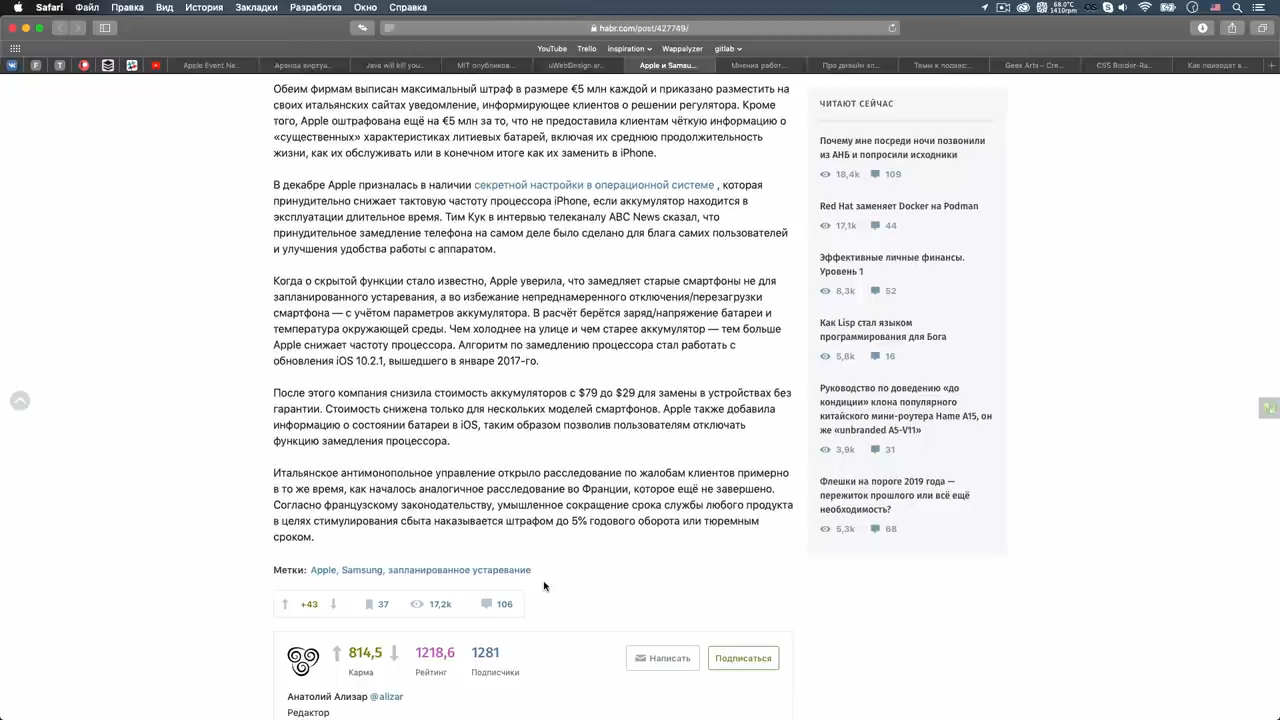 Safari Файл Правка Вид История Закладки Разработка Окно Справка
58.0°C
1410rpm
habr.com/post/427749/
YouTube Trello inspiration Wappalyzer gitlab
Apple Event Ne... Аренда виртуа... Java will kill you... MIT опубликов... uWebDesign ar... Apple и Samsu... Мнения работ... Про дизайн эл... Темы к подкас... Geex Arts – Cre... CSS Border-Ra... Как приходят в...
Обеим фирмам выписан максимальный штраф в размере €5 млн каждой и приказано разместить на
своих итальянских сайтах уведомление, информирующее клиентов о решении регулятора. Кроме
того, Apple оштрафована ещё на €5 млн за то, что не предоставила клиентам чёткую информацию о
«существенных» характеристиках литиевых батарей, включая их среднюю продолжительность
жизни, как их обслуживать или в конечном итоге как их заменить в iPhone.
В декабре Apple призналась в наличии секретной настройки в операционной системе , которая
принудительно снижает тактовую частоту процессора iPhone, если аккумулятор находится в
эксплуатации длительное время. Тим Кук в интервью телеканалу ABC News сказал, что
принудительное замедление телефона на самом деле было сделано для блага самих пользователей
и улучшения удобства работы с аппаратом.
Когда о скрытой функции стало известно, Apple уверила, что замедляет старые смартфоны не для
запланированного устаревания, а во избежание непреднамеренного отключения/перезагрузки
смартфона — с учётом параметров аккумулятора. В расчёт берётся заряд/напряжение батареи и
температура окружающей среды. Чем холоднее на улице и чем старее аккумулятор — тем больше
Apple снижает частоту процессора. Алгоритм по замедлению процессора стал работать с
обновления iOS 10.2.1, вышедшего в январе 2017-го.
После этого компания снизила стоимость аккумуляторов с $79 до $29 для замены в устройствах без
гарантии. Стоимость снижена только для нескольких моделей смартфонов. Apple также добавила
информацию о состоянии батареи в iOS, таким образом позволив пользователям отключать
функцию замедления процессора.
Итальянское антимонопольное управление открыло расследование по жалобам клиентов примерно
в то же время, как началось аналогичное расследование во Франции, которое ещё не завершено.
Согласно французскому законодательству, умышленное сокращение срока службы любого продукта
в целях стимулирования сбыта наказывается штрафом до 5% годового оборота или тюремным
сроком.
Метки: Apple, Samsung, запланированное устаревание
+43 37 17,2k 106
814,5 1218,6 1281 Написать Подписаться
Карма Рейтинг Подписчики
Анатолий Ализар @alizar
Редактор
ЧИТАЮТ СЕЙЧАС
Почему мне посреди ночи позвонили
из АНБ и попросили исходники
18,4k 109
Red Hat заменяет Docker на Podman
17,1k 44
Эффективные личные финансы.
Уровень 1
8,3k 52
Как Lisp стал языком
программирования для Бога
5,8k 16
Руководство по доведению «до
кондиции» клона популярного
китайского мини-роутера Hame A15, он
же «unbranded A5-V11»
3,9k 31
Флешки на пороге 2019 года —
пережиток прошлого или всё ещё
необходимость?
5,3k 68